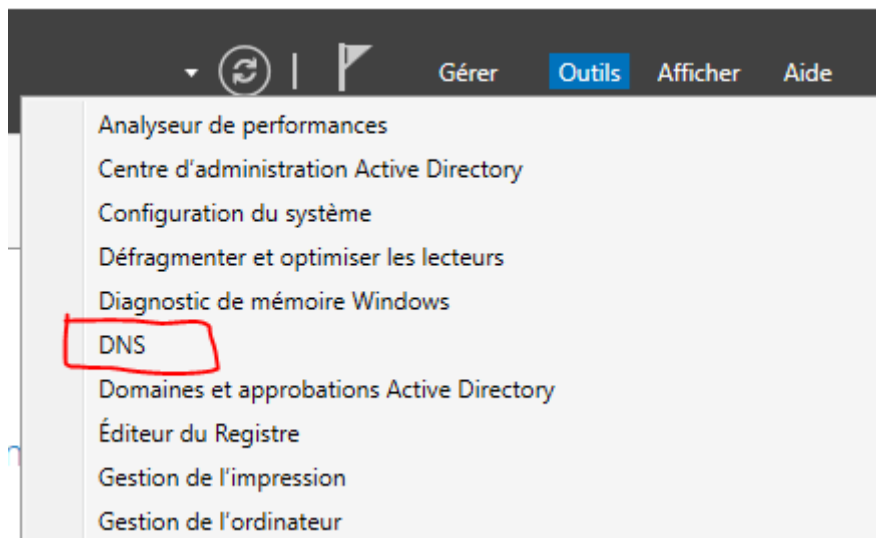 Gérer Outils Afficher Aide
Analyseur de performances
Centre d'administration Active Directory
Configuration du système
Défragmenter et optimiser les lecteurs
Diagnostic de mémoire Windows
DNS
Domaines et approbations Active Directory
Éditeur du Registre
Gestion de l'impression
Gestion de l'ordinateur